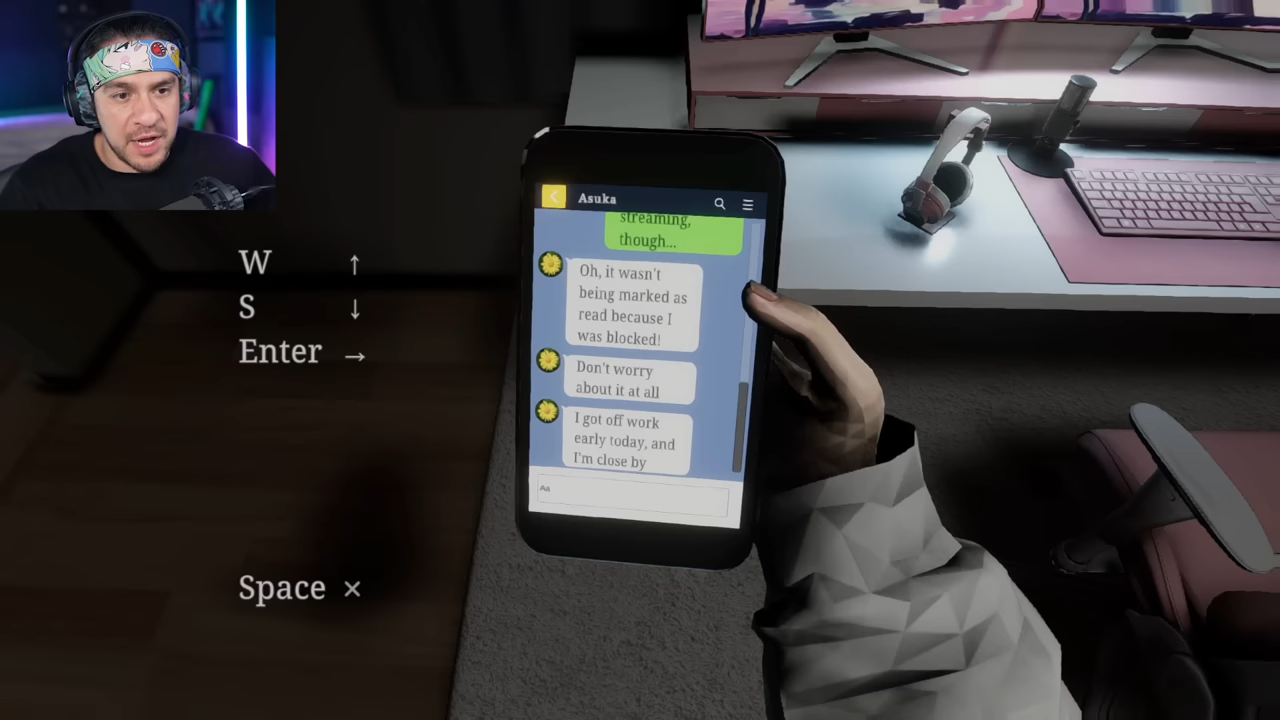 W ↑
S ↓
Enter →
Space ×
Asuka
streaming,
though...
Oh, it wasn't
being marked as
read because I
was blocked!
Don't worry
about it at all
I got off work
early today, and
I'm close by
Aa